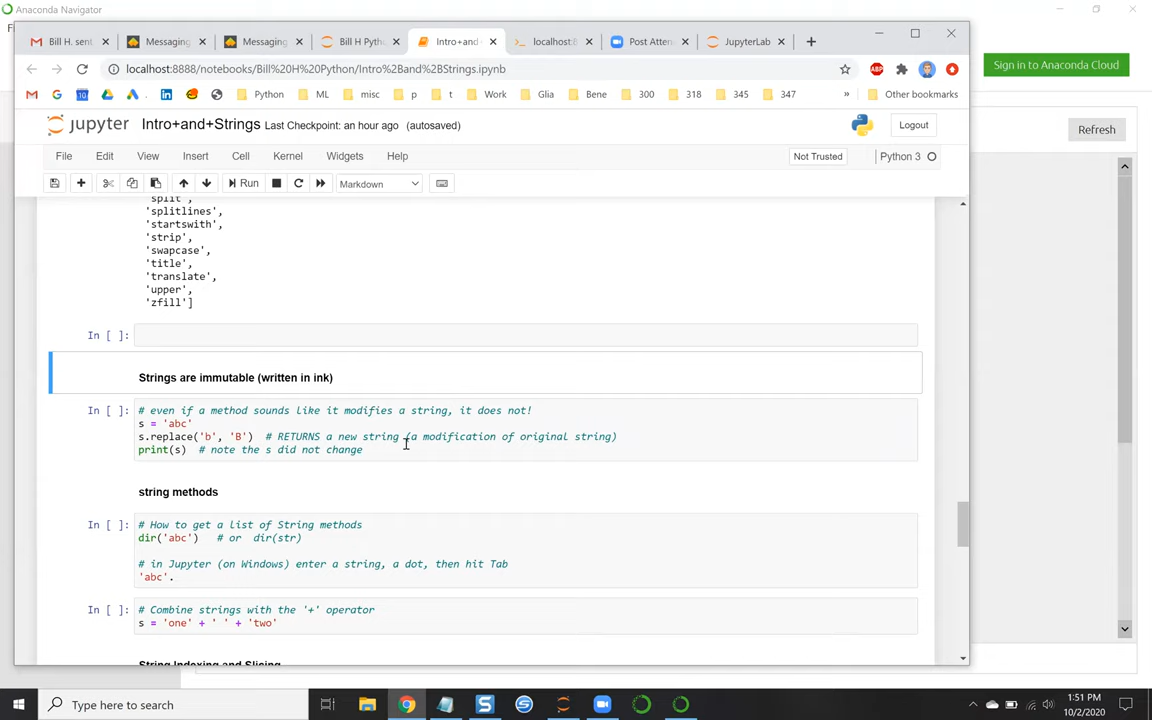 Anaconda Navigator
Bill H. sent
Messaging
Messaging
Bill H Pyth
Intro+and
localhost:8
Post Atten
JupyterLab
localhost:8888/notebooks/Bill%20H%20Python/Intro%2Band%2BStrings.ipynb
Sign in to Anaconda Cloud
ABP
Python
ML
misc
p
t
Work
Glia
Bene
300
318
345
347
»
Other bookmarks
jupyter
Intro+and+Strings Last Checkpoint: an hour ago (autosaved)
Logout
Refresh
File
Edit
View
Insert
Cell
Kernel
Widgets
Help
Not Trusted
Python 3
Run
Markdown
'split',
'splitlines',
'startswith',
'strip',
'swapcase',
'title',
'translate',
'upper',
'zfill']
In [ ]:
Strings are immutable (written in ink)
In [ ]:
# even if a method sounds like it modifies a string, it does not!
s = 'abc'
s.replace('b', 'B')  # RETURNS a new string (a modification of original string)
print(s)  # note the s did not change
string methods
In [ ]:
# How to get a list of String methods
dir('abc')   # or  dir(str)
# in Jupyter (on Windows) enter a string, a dot, then hit Tab
'abc'.
In [ ]:
# Combine strings with the '+' operator
s = 'one' + ' ' + 'two'
String Indexing and Slicing
Type here to search
1:51 PM
10/2/2020